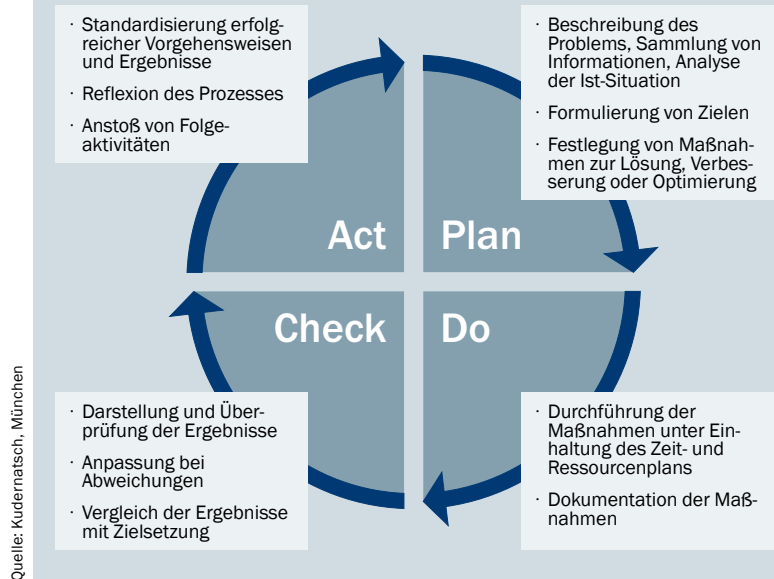 · Standardisierung erfolg-
reicher Vorgehensweisen
und Ergebnisse
· Reflexion des Prozesses
· Anstoß von Folge-
aktivitäten
· Beschreibung des
Problems, Sammlung von
Informationen, Analyse
der Ist-Situation
· Formulierung von Zielen
· Festlegung von Maßnah-
men zur Lösung, Verbes-
serung oder Optimierung
Act
Plan
Check
Do
· Darstellung und Über-
prüfung der Ergebnisse
· Anpassung bei
Abweichungen
· Vergleich der Ergebnisse
mit Zielsetzung
· Durchführung der
Maßnahmen unter Ein-
haltung des Zeit- und
Ressourcenplans
· Dokumentation der Maß-
nahmen
Quelle: Kudernatsch, München